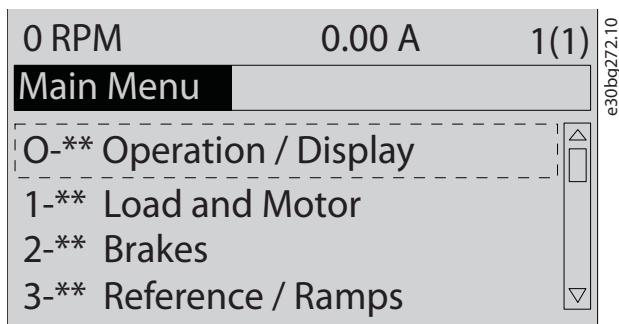 0 RPM 0.00 A 1(1)
Main Menu
O-** Operation / Display
1-** Load and Motor
2-** Brakes
3-** Reference / Ramps
e30bq272.10